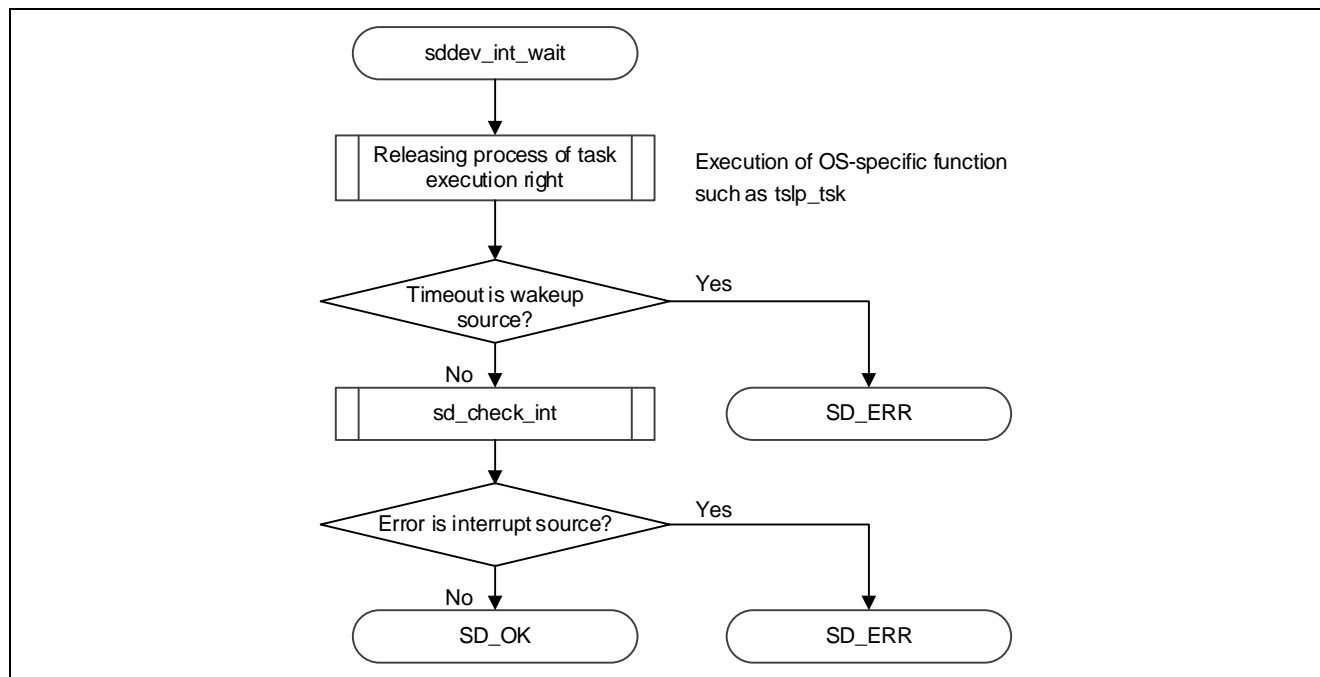 sddev_int_wait
Releasing process of task
execution right
Execution of OS-specific function
such as tslp_tsk
Timeout is wakeup
source?
Yes
No
sd_check_int
SD_ERR
Error is interrupt source?
Yes
No
SD_OK
SD_ERR